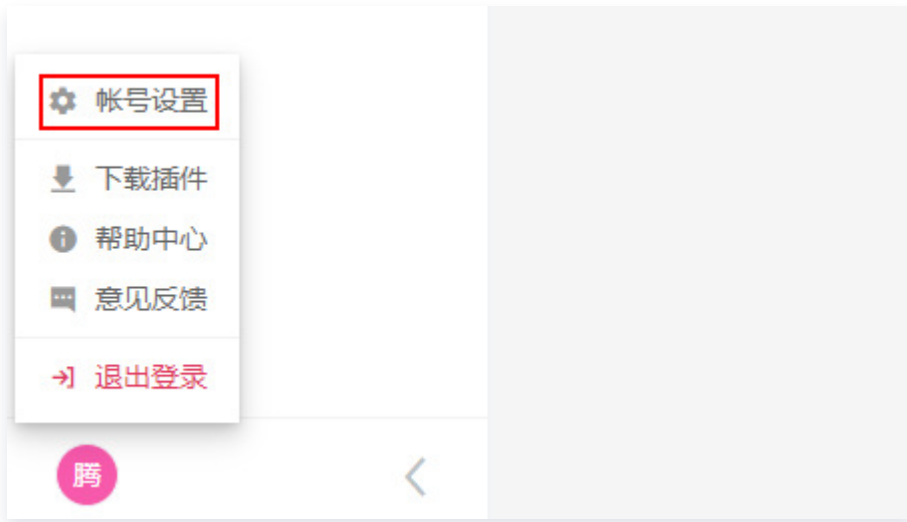 帐号设置
下载插件
帮助中心
意见反馈
退出登录
腾